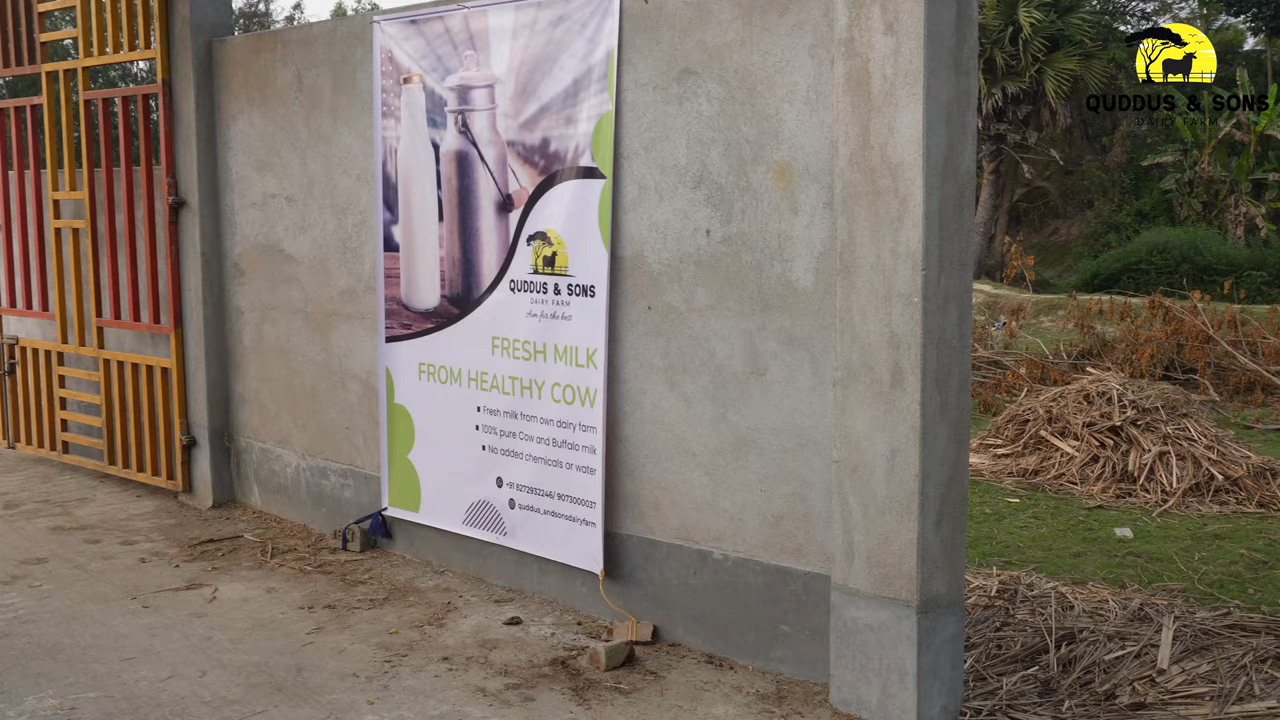 QUDDUS & SONS
DAIRY FARM
QUDDUS & SONS
DAIRY FARM
Aim for the best
FRESH MILK
FROM HEALTHY COW
Fresh milk from own dairy farm
100% pure Cow and Buffalo milk
No added chemicals or water
+91 8272932246/ 9073000037
quddus_andsonsdairyfarm